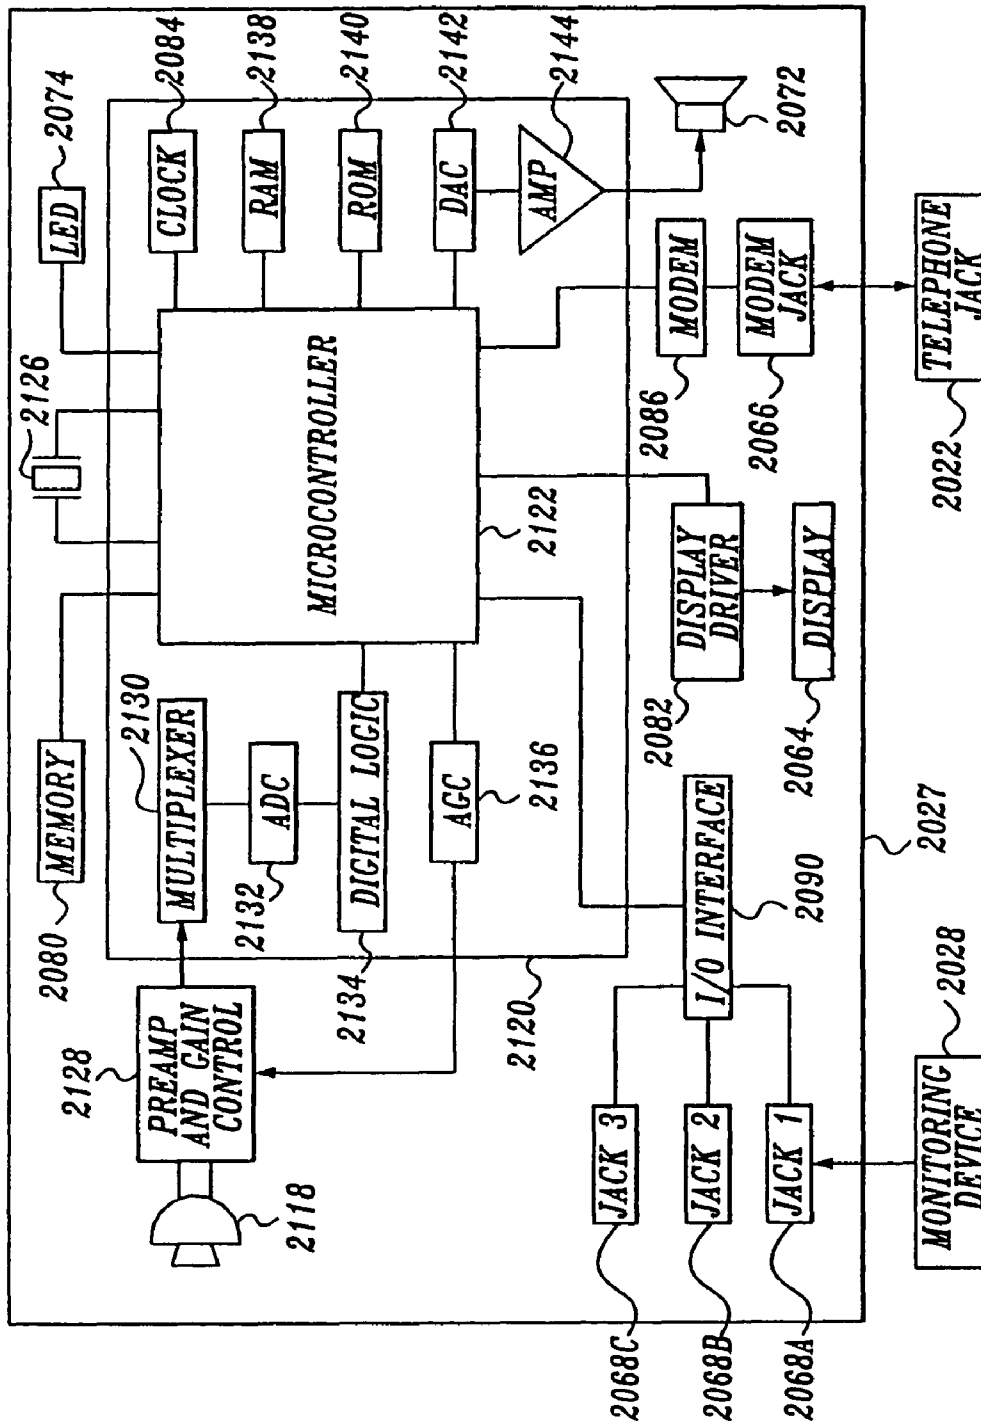 2074
LED
2126
2080
MEMORY
2084
CLOCK
2138
RAM
2140
ROM
2142
DAC
2144
AMP
2072
MICROCONTROLLER
2122
2130
MULTIPLEXER
2132
ADC
2134
DIGITAL LOGIC
2136
AGC
2120
2128
PREAMP
AND GAIN
CONTROL
2118
2086
MODEM
2066
MODEM
JACK
2082
DISPLAY
DRIVER
2064
DISPLAY
I/O INTERFACE
2090
2027
2068C
JACK 3
2068B
JACK 2
2068A
JACK 1
2028
MONITORING
DEVICE
2022
TELEPHONE
JACK